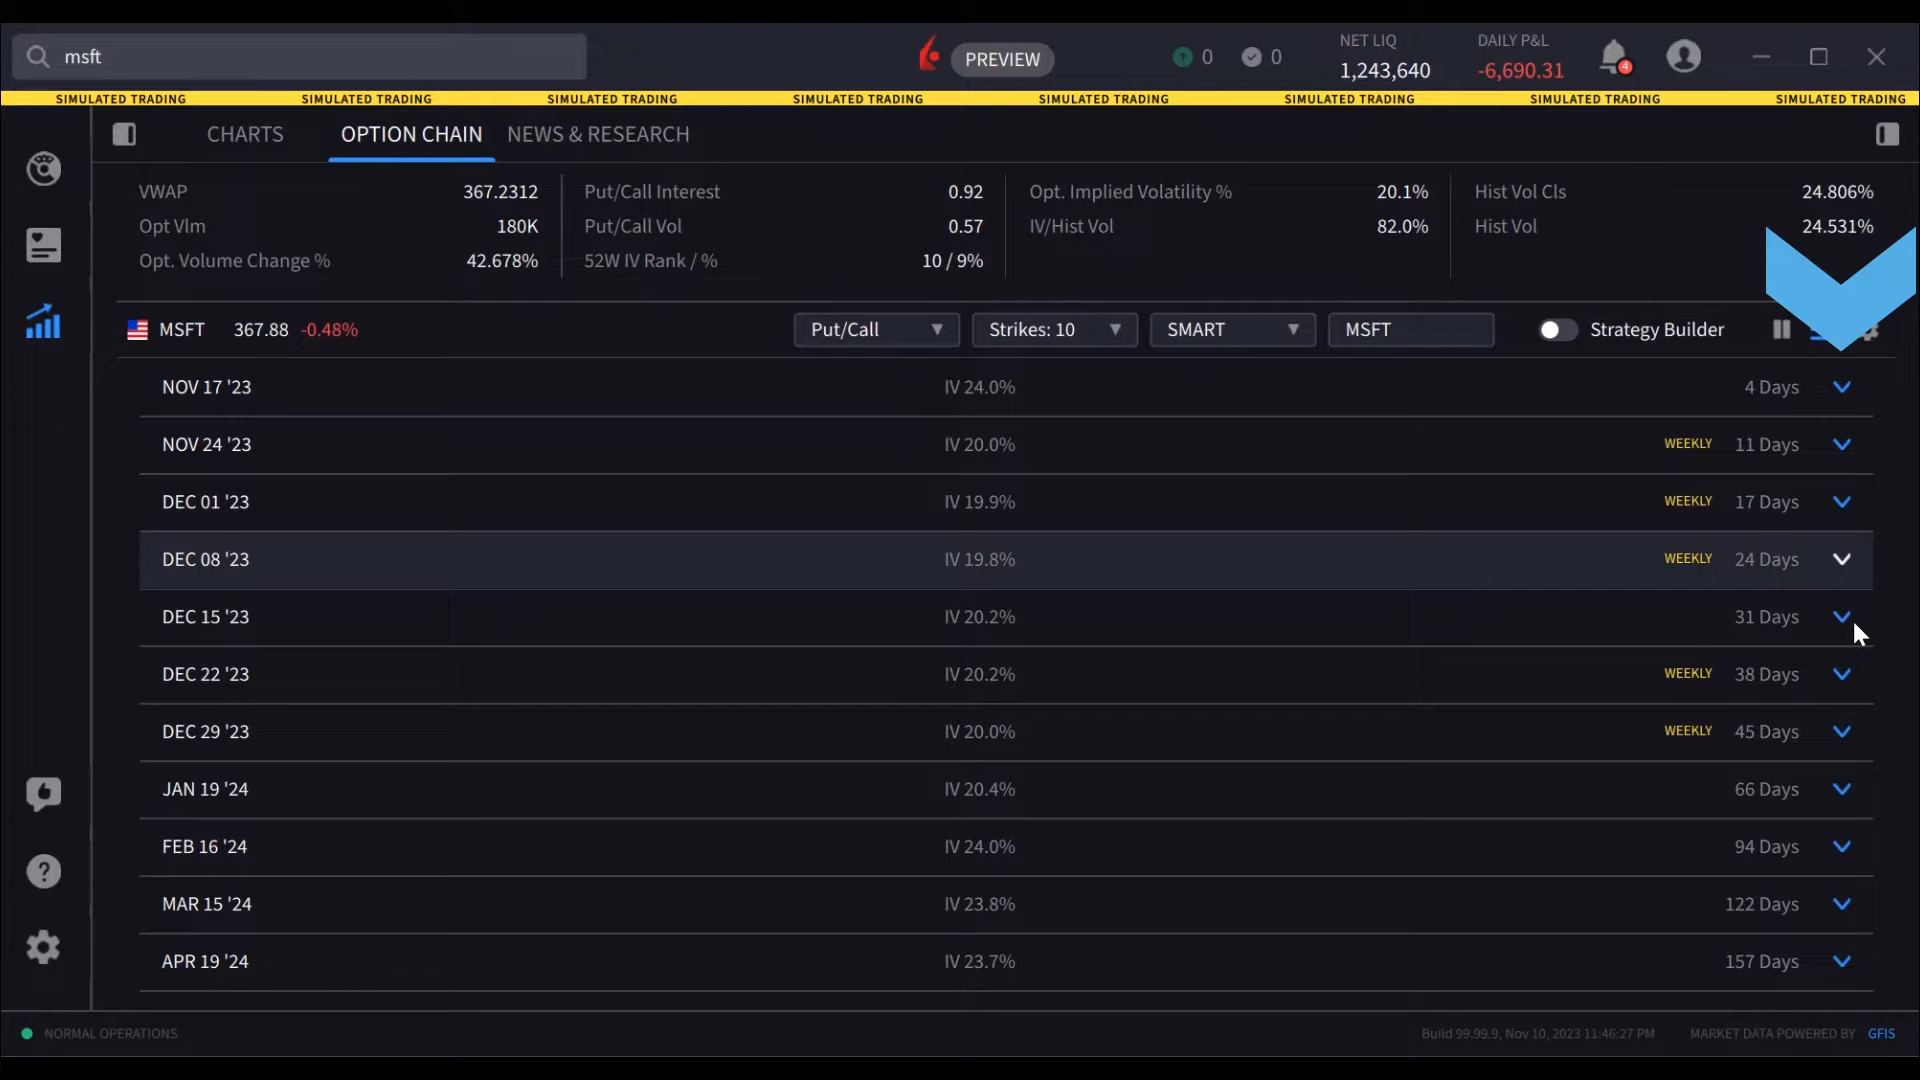 msft PREVIEW 0 0 NET LIQ DAILY P&L
1,243,640 -6,690.31 4
SIMULATED TRADING SIMULATED TRADING SIMULATED TRADING SIMULATED TRADING SIMULATED TRADING SIMULATED TRADING SIMULATED TRADING SIMULATED TRADING
CHARTS OPTION CHAIN NEWS & RESEARCH
VWAP 367.2312 Put/Call Interest 0.92 Opt. Implied Volatility % 20.1% Hist Vol Cls 24.806%
Opt Vlm 180K Put/Call Vol 0.57 IV/Hist Vol 82.0% Hist Vol 24.531%
Opt. Volume Change % 42.678% 52W IV Rank / % 10 / 9%
MSFT 367.88 -0.48% Put/Call Strikes: 10 SMART MSFT Strategy Builder
NOV 17 '23 IV 24.0% 4 Days
NOV 24 '23 IV 20.0% WEEKLY 11 Days
DEC 01 '23 IV 19.9% WEEKLY 17 Days
DEC 08 '23 IV 19.8% WEEKLY 24 Days
DEC 15 '23 IV 20.2% 31 Days
DEC 22 '23 IV 20.2% WEEKLY 38 Days
DEC 29 '23 IV 20.0% WEEKLY 45 Days
JAN 19 '24 IV 20.4% 66 Days
FEB 16 '24 IV 24.0% 94 Days
MAR 15 '24 IV 23.8% 122 Days
APR 19 '24 IV 23.7% 157 Days
NORMAL OPERATIONS Build 99.99.9, Nov 10, 2023 11:46:27 PM MARKET DATA POWERED BY GFIS